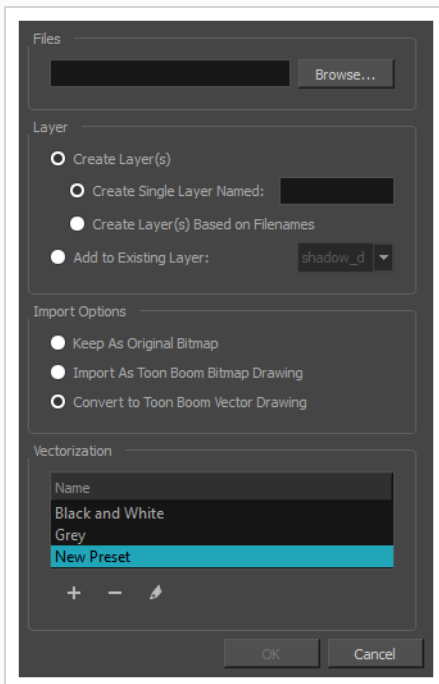 Files
Browse...
Layer
Create Layer(s)
Create Single Layer Named:
Create Layer(s) Based on Filenames
Add to Existing Layer: shadow_d
Import Options
Keep As Original Bitmap
Import As Toon Boom Bitmap Drawing
Convert to Toon Boom Vector Drawing
Vectorization
Name
Black and White
Grey
New Preset
OK Cancel